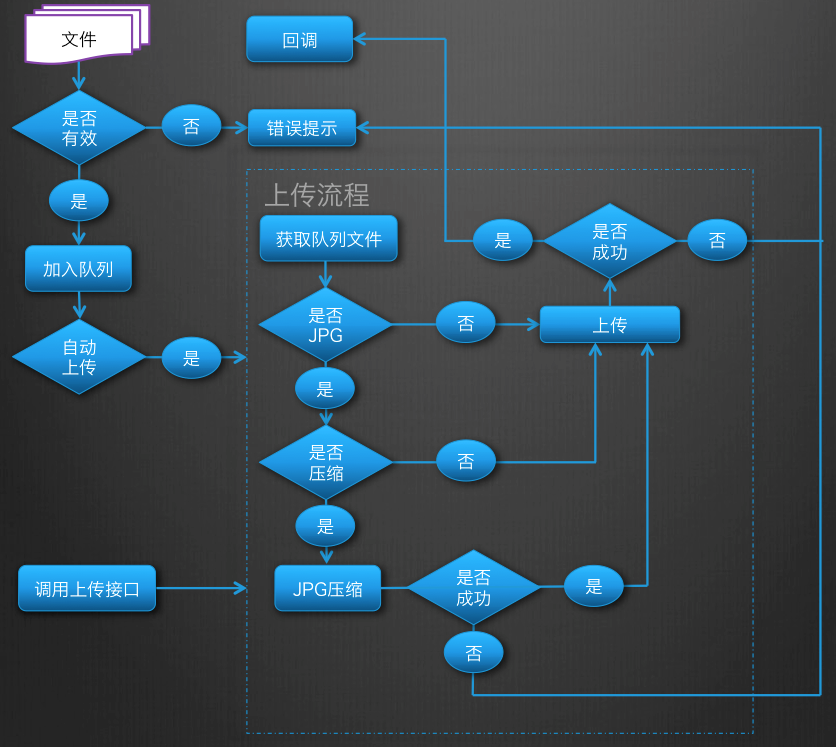 文件
回调
是否
有效
否
错误提示
是
上传流程
加入队列
获取队列文件
是
是否
成功
否
自动
上传
是
是否
JPG
否
上传
是
是否
压缩
否
是
调用上传接口
JPG压缩
是否
成功
是
否